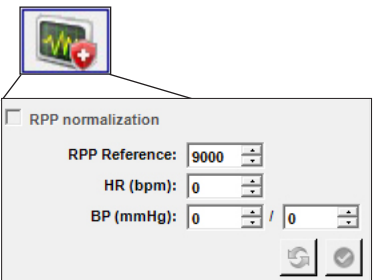 RPP normalization
RPP Reference: 9000
HR (bpm): 0
BP (mmHg): 0 / 0